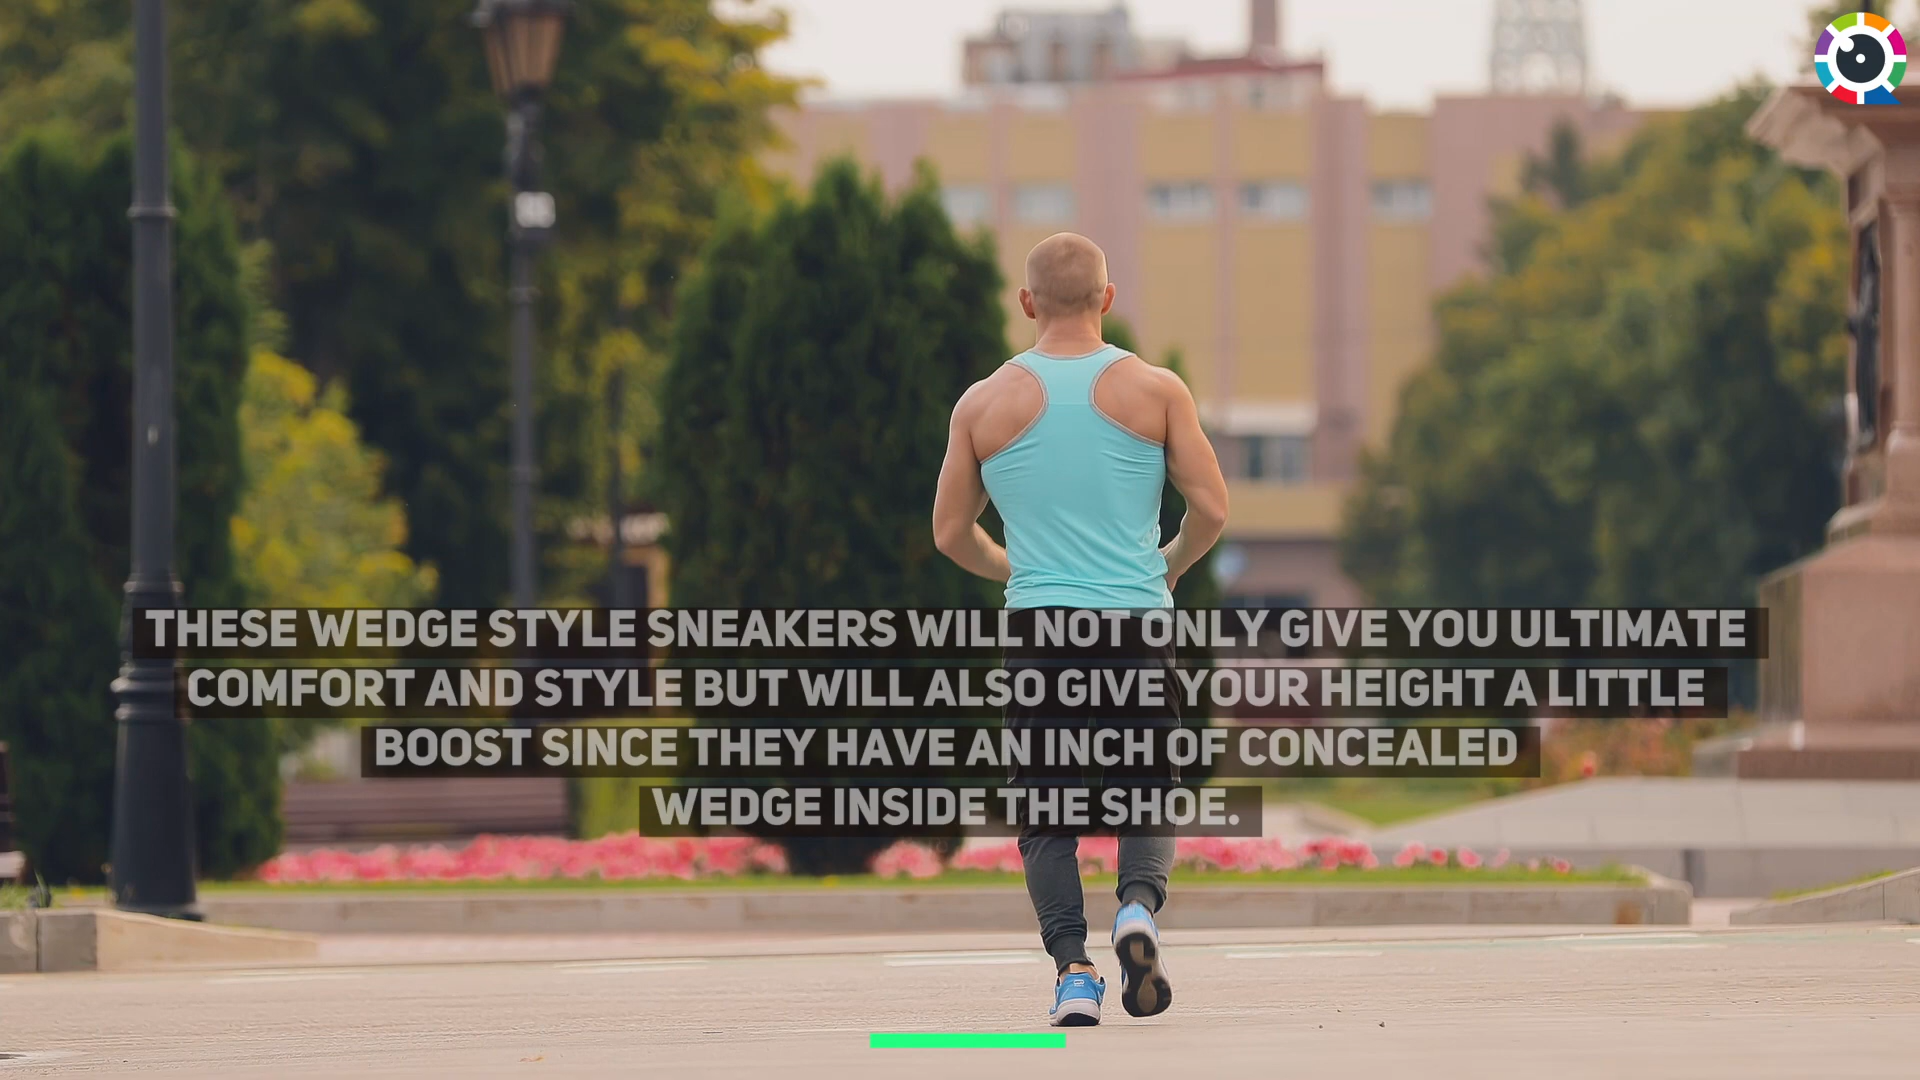 THESE WEDGE STYLE SNEAKERS WILL NOT ONLY GIVE YOU ULTIMATE
COMFORT AND STYLE BUT WILL ALSO GIVE YOUR HEIGHT A LITTLE
BOOST SINCE THEY HAVE AN INCH OF CONCEALED
WEDGE INSIDE THE SHOE.